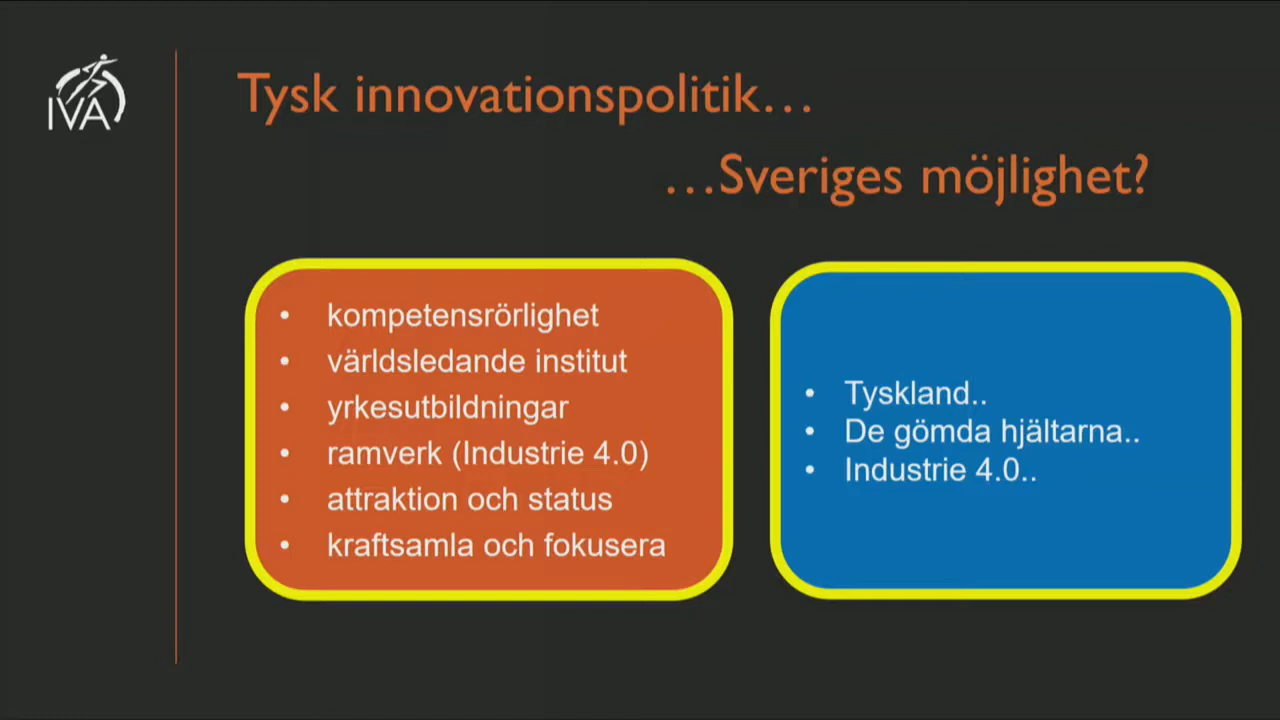 IVA
Tysk innovationspolitik…
…Sveriges möjlighet?
• kompetensrörlighet
• världsledande institut
• yrkesutbildningar
• ramverk (Industrie 4.0)
• attraktion och status
• kraftsamla och fokusera
• Tyskland..
• De gömda hjältarna..
• Industrie 4.0..